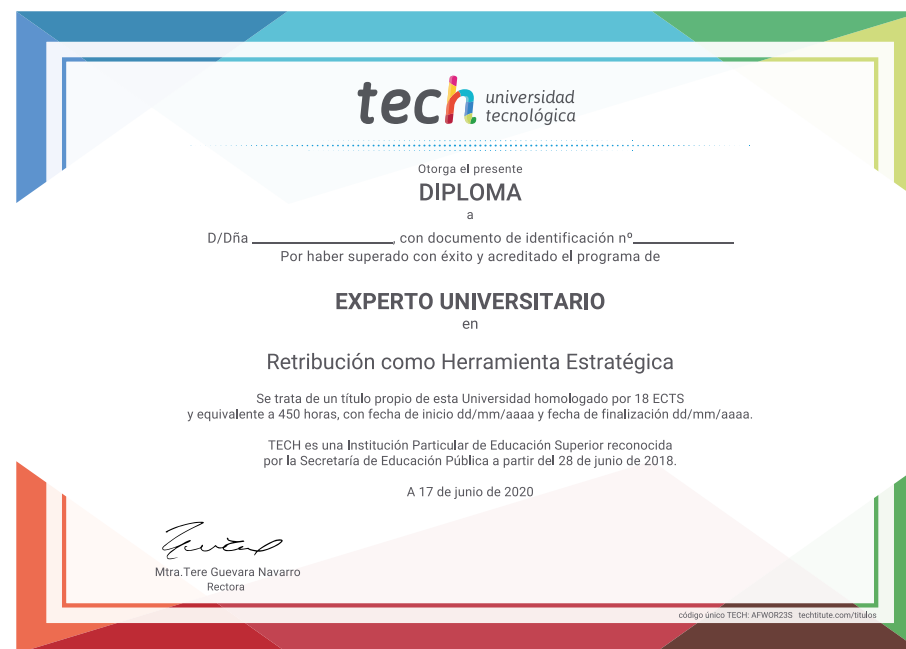 tech universidad
tecnológica
Otorga el presente
DIPLOMA
a
D/Dña ________________, con documento de identificación nº____________
Por haber superado con éxito y acreditado el programa de
EXPERTO UNIVERSITARIO
en
Retribución como Herramienta Estratégica
Se trata de un título propio de esta Universidad homologado por 18 ECTS
y equivalente a 450 horas, con fecha de inicio dd/mm/aaaa y fecha de finalización dd/mm/aaaa.
TECH es una Institución Particular de Educación Superior reconocida
por la Secretaría de Educación Pública a partir del 28 de junio de 2018.
A 17 de junio de 2020
Mtra.Tere Guevara Navarro
Rectora
código único TECH: AFWOR23S techtitute.com/titulos